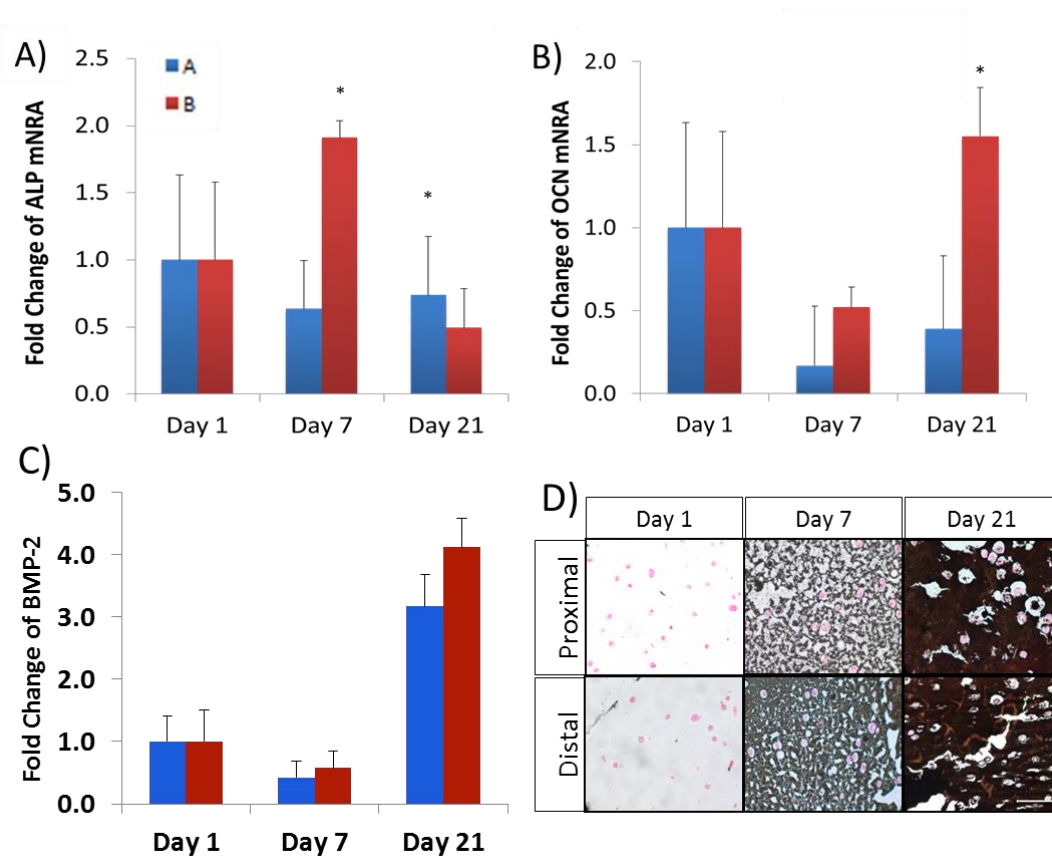 A)
Fold Change of ALP mNRA
2.5
2.0
1.5
1.0
0.5
0.0
A
B
*
*
Day 1 Day 7 Day 21
B)
Fold Change of OCN mNRA
2.0
1.5
1.0
0.5
0.0
*
Day 1 Day 7 Day 21
C)
Fold Change of BMP-2
5.0
4.0
3.0
2.0
1.0
0.0
Day 1 Day 7 Day 21
D)
Day 1 Day 7 Day 21
Proximal
Distal